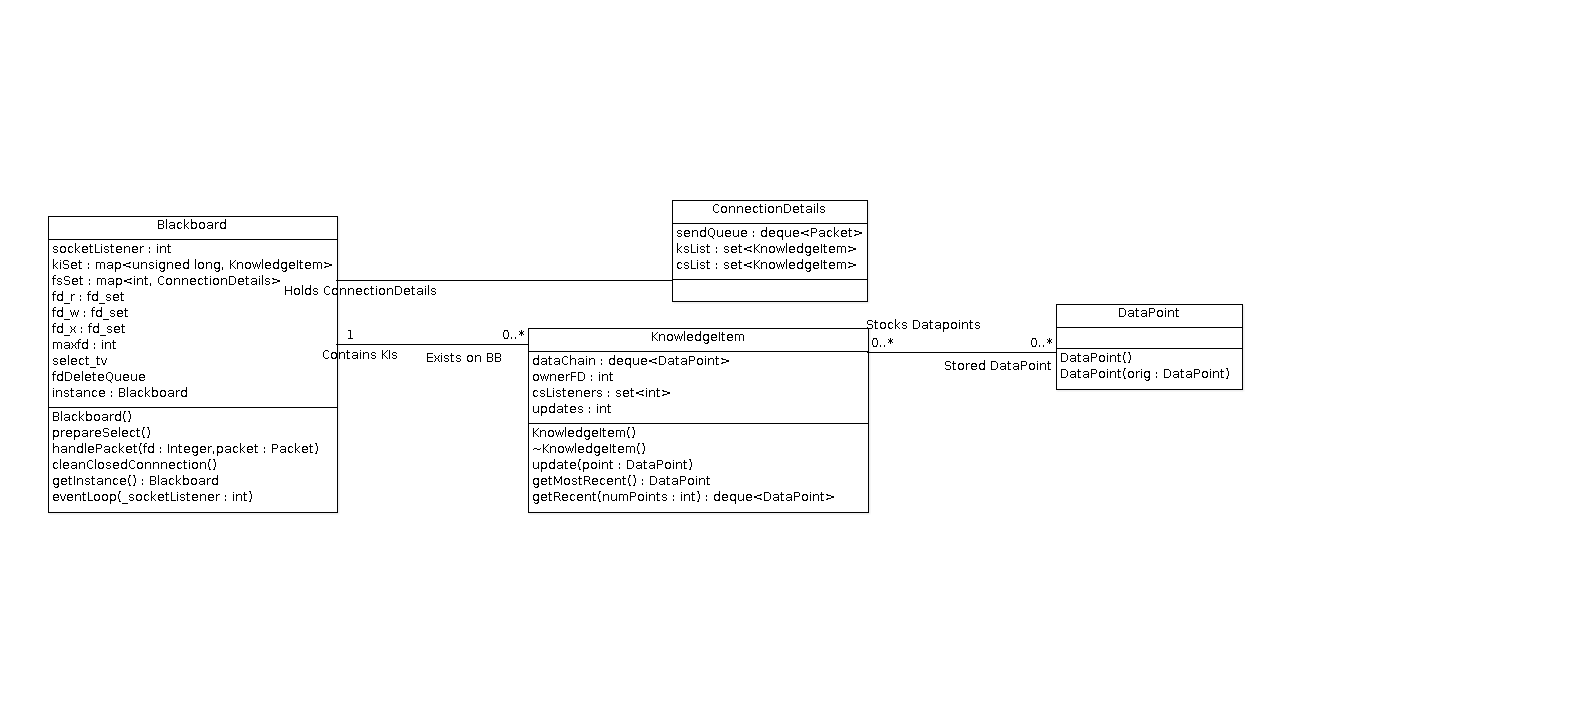 Blackboard
socketListener : int
kiSet : map<unsigned long, KnowledgeItem>
fsSet : map<int, ConnectionDetails>
fd_r : fd_set
fd_w : fd_set
fd_x : fd_set
maxfd : int
select_tv
fdDeleteQueue
instance : Blackboard
Blackboard()
prepareSelect()
handlePacket(fd : Integer,packet : Packet)
cleanClosedConnnection()
getInstance() : Blackboard
eventLoop(_socketListener : int)
Holds ConnectionDetails
1
0..*
Contains KIs
Exists on BB
ConnectionDetails
sendQueue : deque<Packet>
ksList : set<KnowledgeItem>
csList : set<KnowledgeItem>
KnowledgeItem
dataChain : deque<DataPoint>
ownerFD : int
csListeners : set<int>
updates : int
KnowledgeItem()
~KnowledgeItem()
update(point : DataPoint)
getMostRecent() : DataPoint
getRecent(numPoints : int) : deque<DataPoint>
Stocks Datapoints
0..*
0..*
Stored DataPoint
DataPoint
DataPoint()
DataPoint(orig : DataPoint)